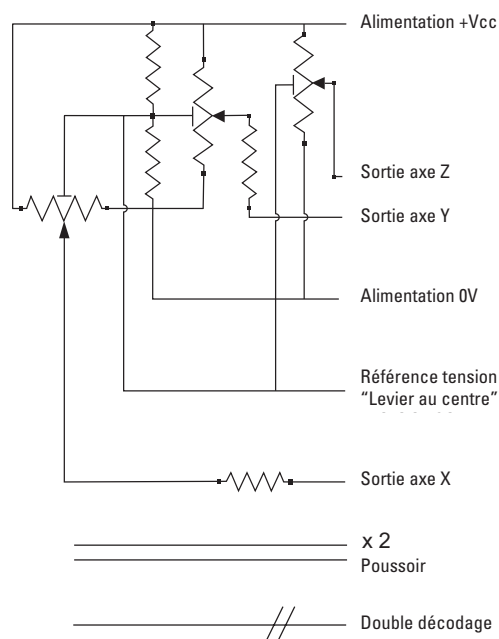 Alimentation +Vcc
Sortie axe Z
Sortie axe Y
Alimentation 0V
Référence tension
“Levier au centre”
Sortie axe X
x 2
Poussoir
Double décodage